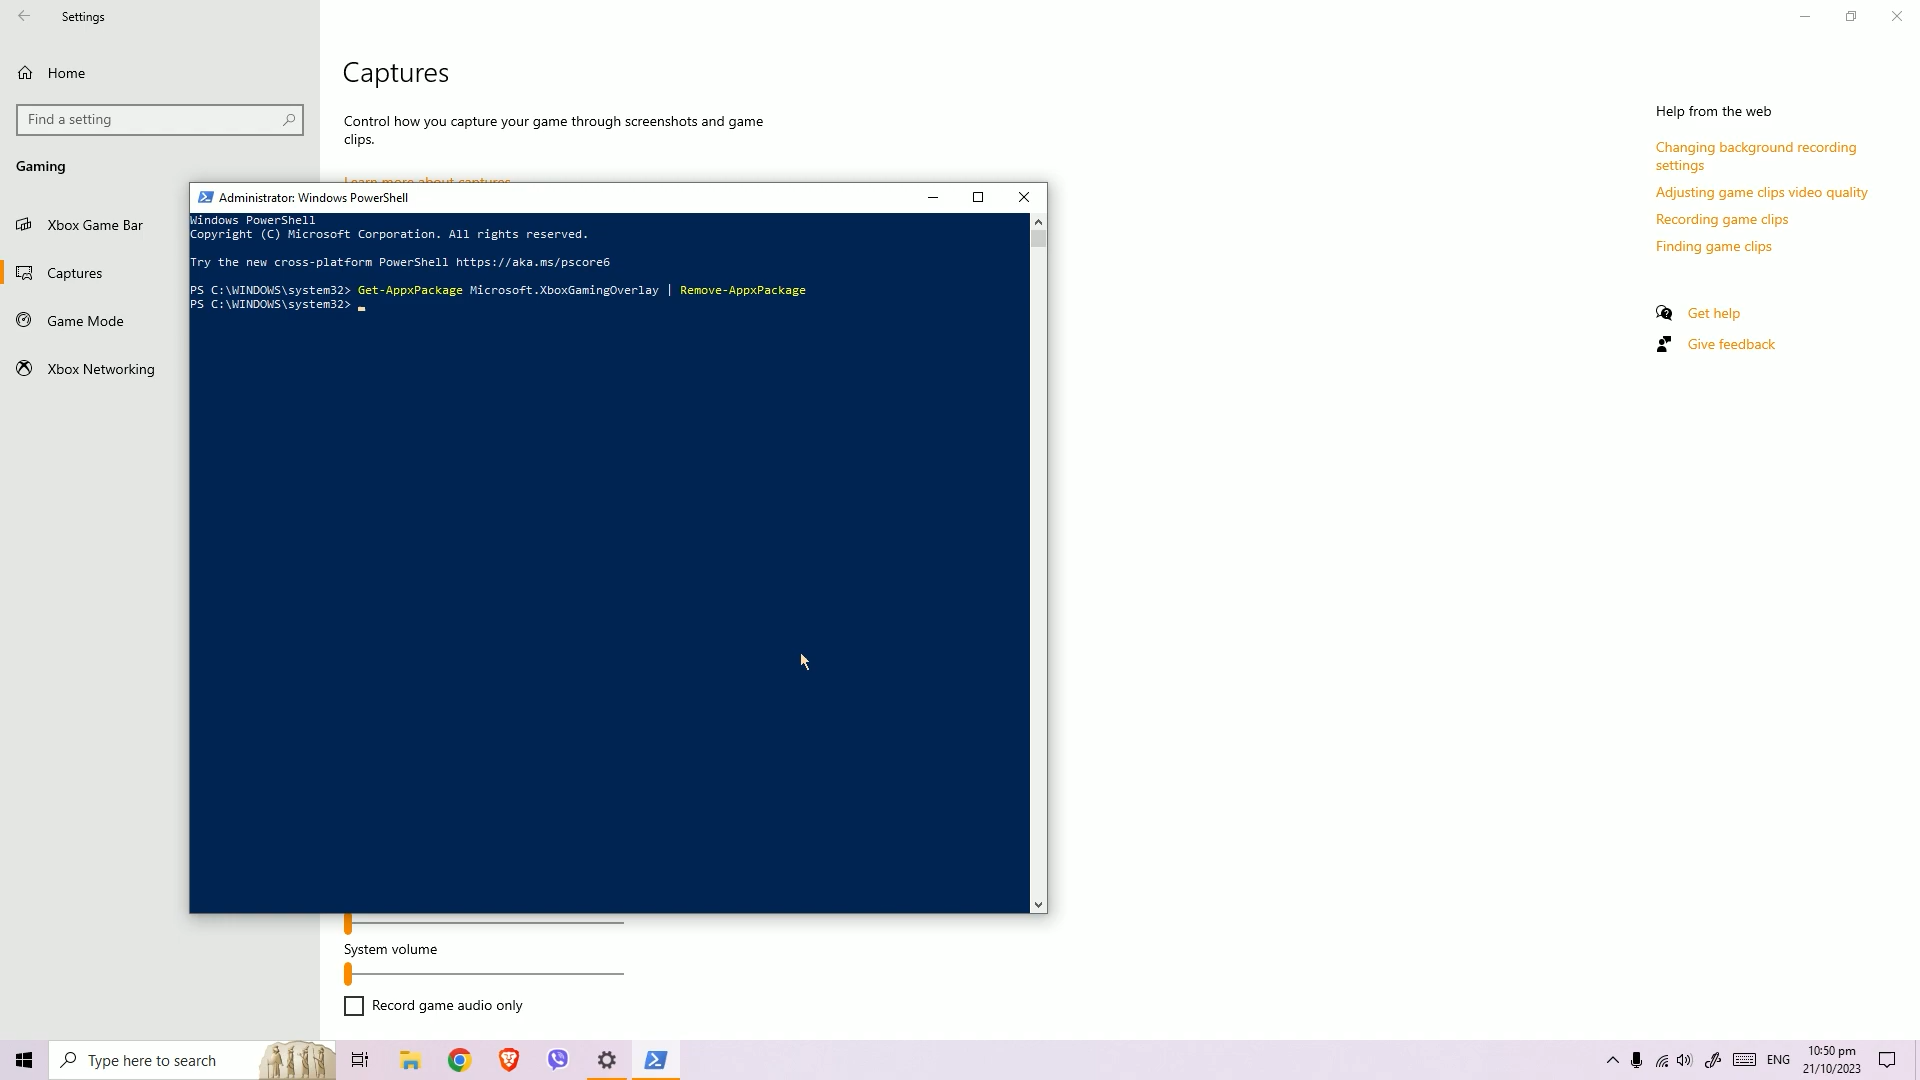 Settings
Home
Find a setting
Gaming
Xbox Game Bar
Captures
Game Mode
Xbox Networking
Captures
Control how you capture your game through screenshots and game
clips.
Learn more about captures
Administrator: Windows PowerShell
Windows PowerShell
Copyright (C) Microsoft Corporation. All rights reserved.
Try the new cross-platform PowerShell https://aka.ms/pscore6
PS C:\WINDOWS\system32> Get-AppxPackage Microsoft.XboxGamingOverlay | Remove-AppxPackage
PS C:\WINDOWS\system32>
System volume
Record game audio only
Help from the web
Changing background recording
settings
Adjusting game clips video quality
Recording game clips
Finding game clips
Get help
Give feedback
Type here to search
ENG
10:50 pm
21/10/2023